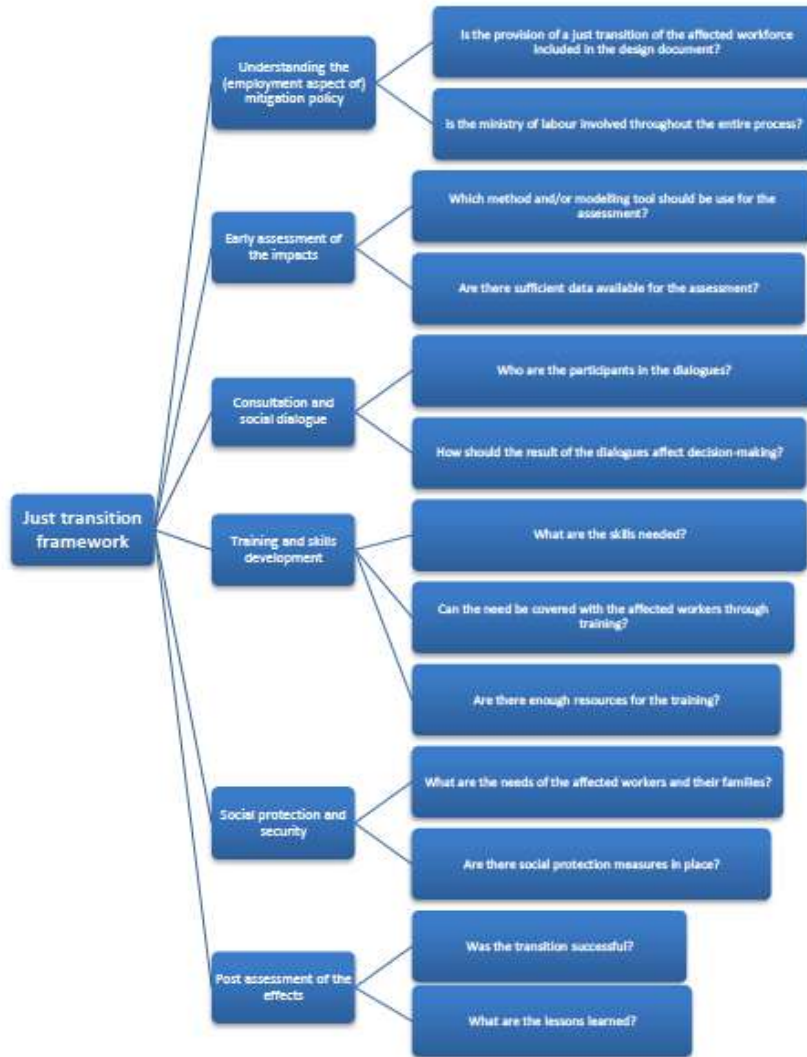 Is the provision of a just transition of the affected workforce
included in the design document?
Understanding the
(employment aspect of)
mitigation policy
Is the ministry of labour involved throughout the entire process?
Which method and/or modelling tool should be use for the
assessment?
Early assessment of
the impacts
Are there sufficient data available for the assessment?
Who are the participants in the dialogues?
Consultation and
social dialogue
How should the result of the dialogues affect decision-making?
Just transition
framework
What are the skills needed?
Training and skills
development
Can the need be covered with the affected workers through
training?
Are there enough resources for the training?
What are the needs of the affected workers and their families?
Social protection and
security
Are there social protection measures in place?
Was the transition successful?
Post assessment of the
effects
What are the lessons learned?